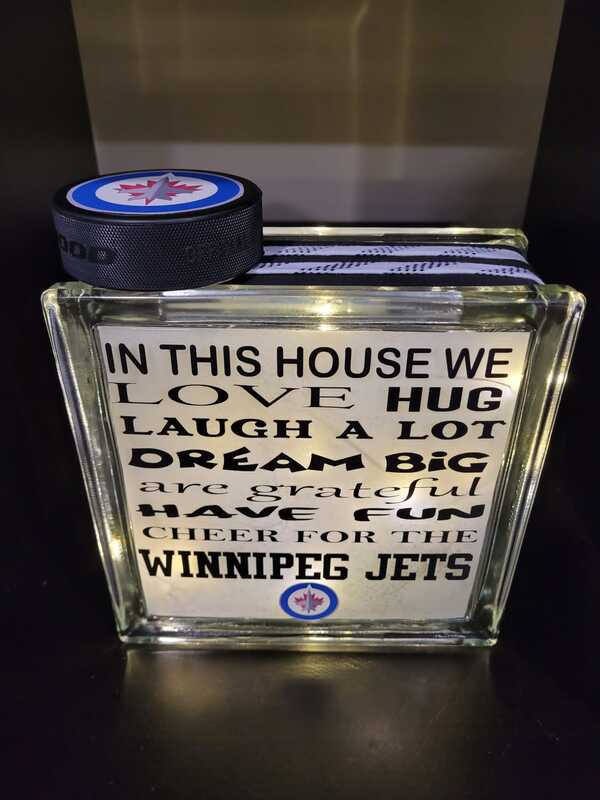 IN THIS HOUSE WE
LOVE HUG
LAUGH A LOT
DREAM BiG
are grateful
HAVE FUN
CHEER FOR THE
WINNIPEG JETS